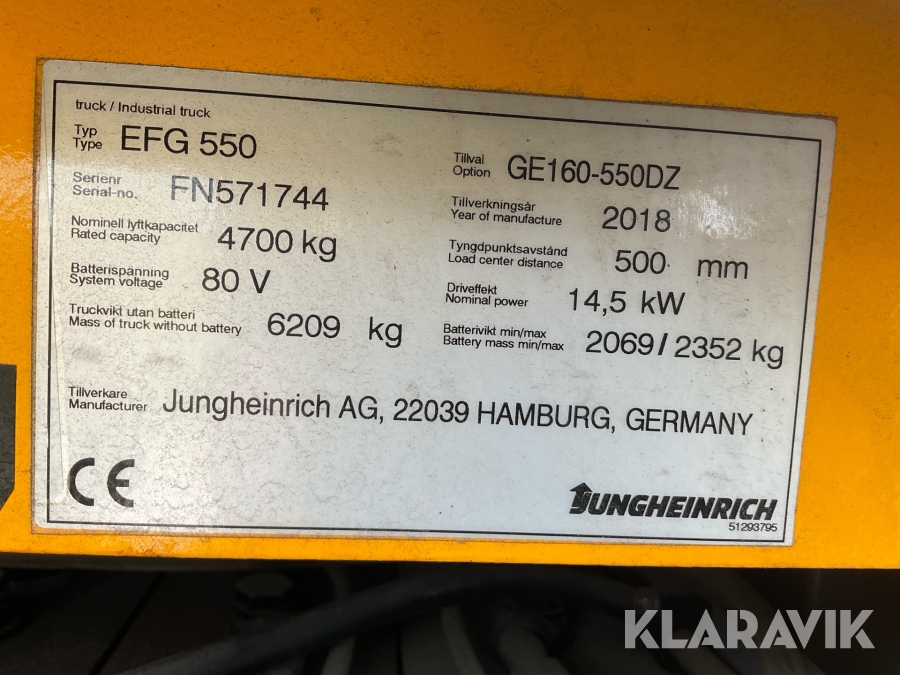 truck / Industrial truck
Typ
Type EFG 550
Tillval
Option GE160-550DZ
Serienr
Serial-no. FN571744
Tillverkningsår
Year of manufacture 2018
Nominell lyftkapacitet
Rated capacity 4700 kg
Tyngdpunktsavstånd
Load center distance 500 mm
Batterispänning
System voltage 80 V
Driveffekt
Nominal power 14,5 kW
Truckvikt utan batteri
Mass of truck without battery 6209 kg
Batterivikt min/max
Battery mass min/max 2069 / 2352 kg
Tillverkare
Manufacturer Jungheinrich AG, 22039 HAMBURG, GERMANY
CE
JUNGHEINRICH
51293795
KLARAVIK